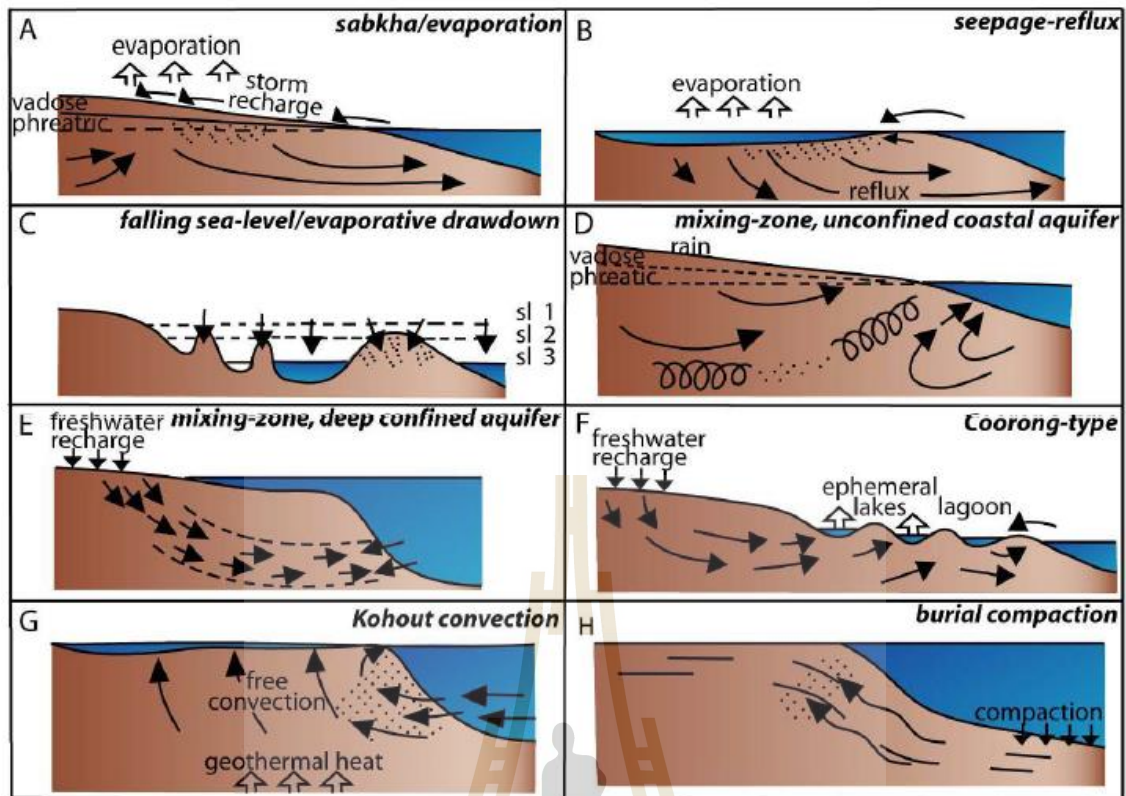 A
sabkha/evaporation
evaporation
storm
recharge
vadose
phreatric
B
seepage-reflux
evaporation
reflux
C
falling sea-level/evaporative drawdown
sl 1
sl 2
sl 3
D
mixing-zone, unconfined coastal aquifer
rain
vadose
phreatic
E
mixing-zone, deep confined aquifer
freshwater
recharge
F
Coorong-type
freshwater
recharge
ephemeral
lakes
lagoon
G
Kohout convection
free
convection
geothermal heat
H
burial compaction
compaction